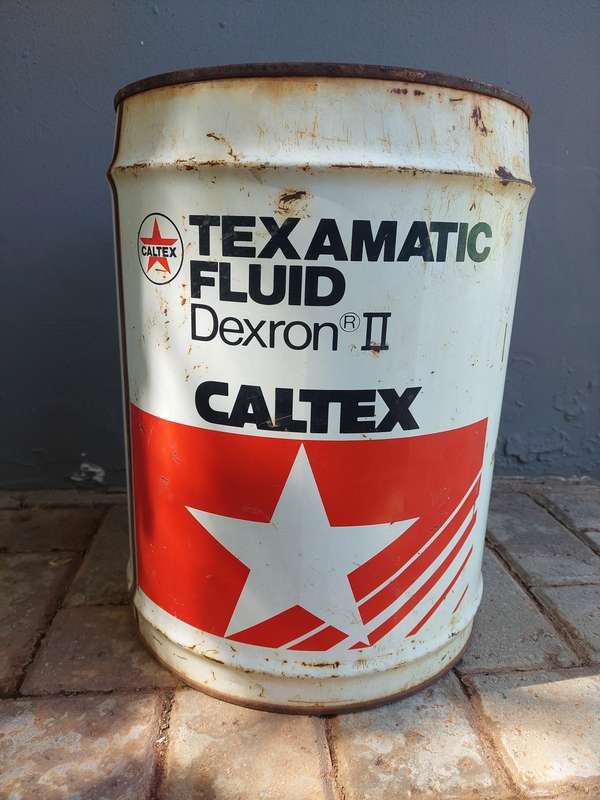 CALTEX
TEXAMATIC
FLUID
Dexron® II
CALTEX